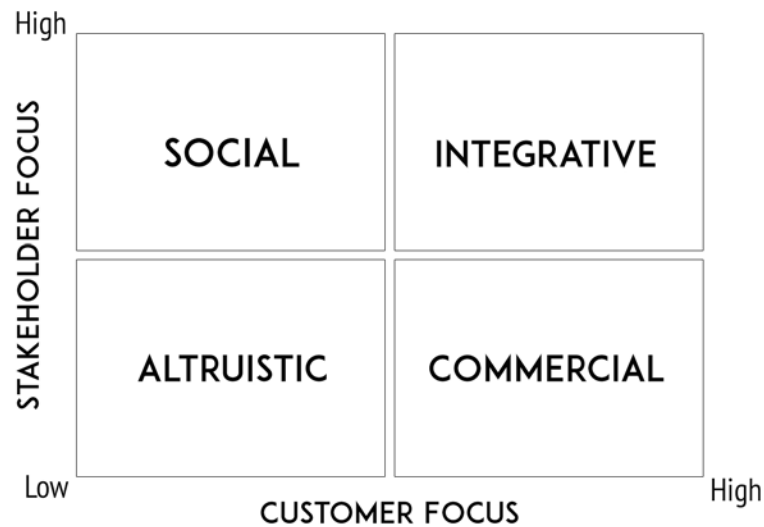 High
STAKEHOLDER FOCUS
SOCIAL
INTEGRATIVE
ALTRUISTIC
COMMERCIAL
Low
High
CUSTOMER FOCUS